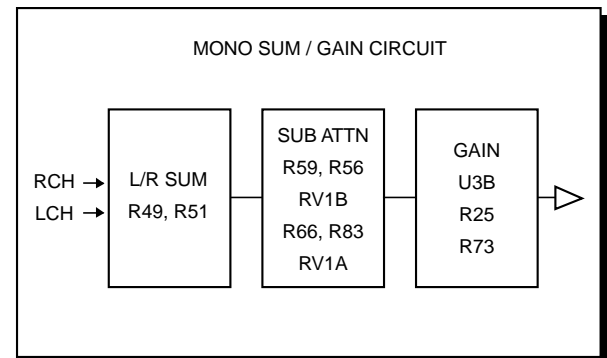 MONO SUM / GAIN CIRCUIT
RCH
LCH
L/R SUM
R49, R51
SUB ATTN
R59, R56
RV1B
R66, R83
RV1A
GAIN
U3B
R25
R73